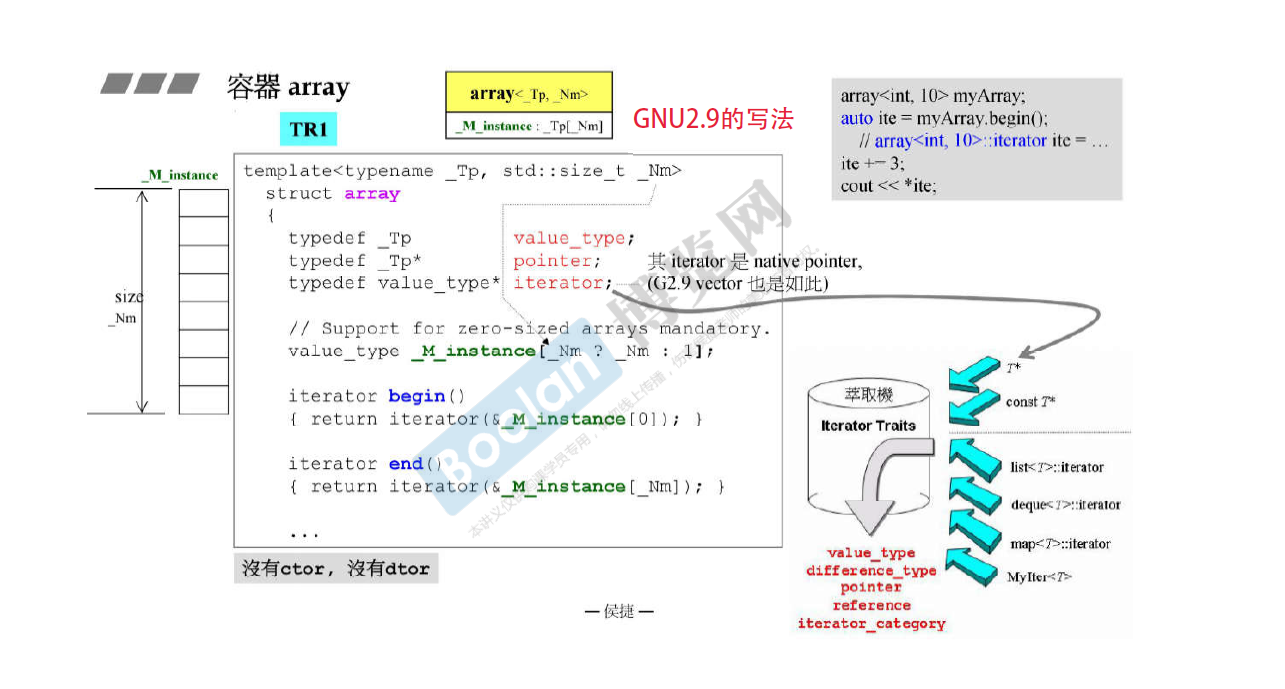 容器 array
TR1
array<_Tp, _Nm>
_M_instance : _Tp[_Nm]
GNU2.9的写法
array<int, 10> myArray;
auto ite = myArray.begin();
// array<int, 10>::iterator ite = …
ite += 3;
cout << *ite;
_M_instance
size
_Nm
template<typename _Tp, std::size_t _Nm>
struct array
{
typedef _Tp value_type;
typedef _Tp* pointer;
typedef value_type* iterator;
其 iterator 是 native pointer,
(G2.9 vector 也是如此)
// Support for zero-sized arrays mandatory.
value_type _M_instance[_Nm ? _Nm : 1];
iterator begin()
{ return iterator(&_M_instance[0]); }
iterator end()
{ return iterator(&_M_instance[_Nm]); }
...
沒有ctor, 沒有dtor
萃取機
Iterator Traits
T*
const T*
list<T>::iterator
deque<T>::iterator
map<T>::iterator
MyIter<T>
value_type
difference_type
pointer
reference
iterator_category
— 侯捷 —
Boolan
博览网